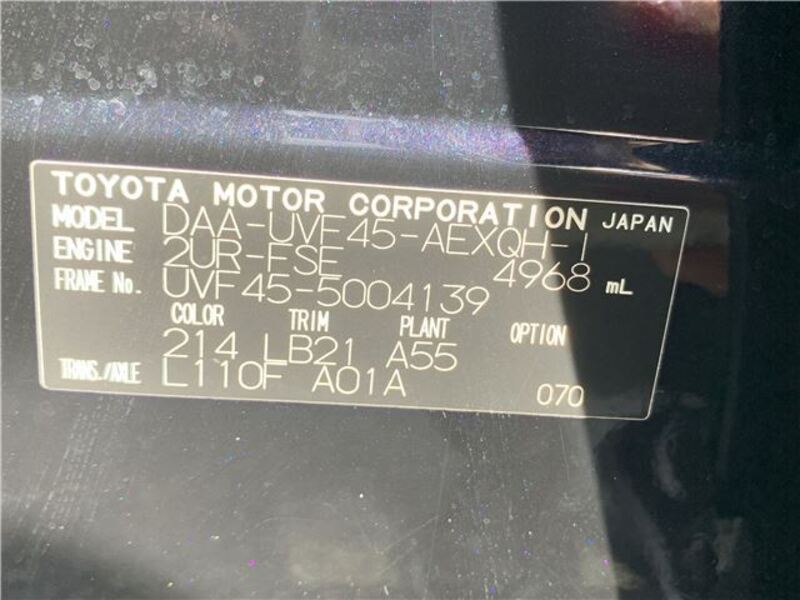 TOYOTA MOTOR CORPORATION JAPAN
MODEL DAA-UVF45-AEXQH-I
ENGINE 2UR-FSE 4968 mL
FRAME No. UVF45-5004139
COLOR TRIM PLANT OPTION
214 LB21 A55
TRANS./AXLE L110F A01A 070